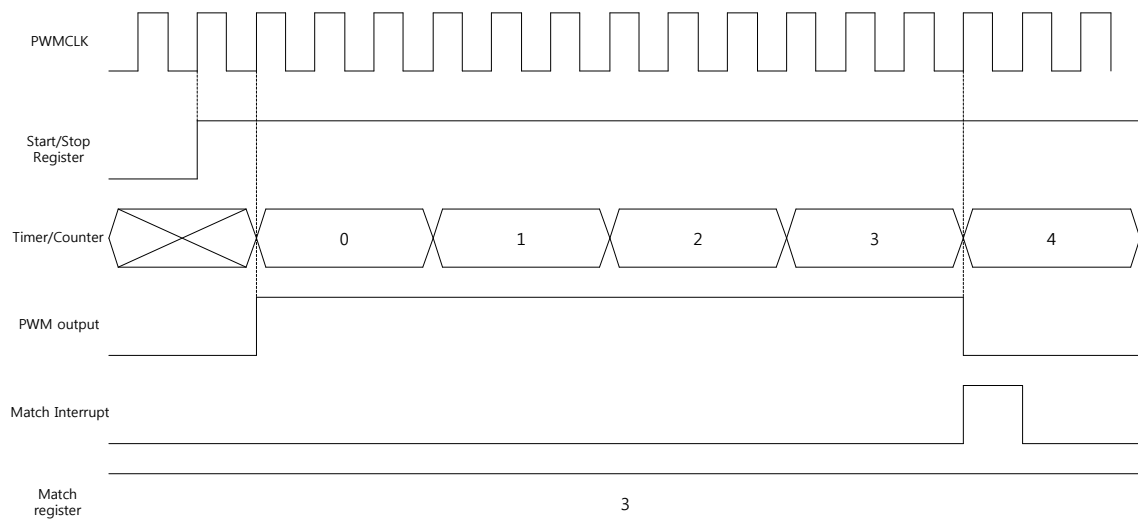 PWMCLK
Start/Stop
Register
Timer/Counter
0 1 2 3 4
PWM output
Match Interrupt
Match
register
3